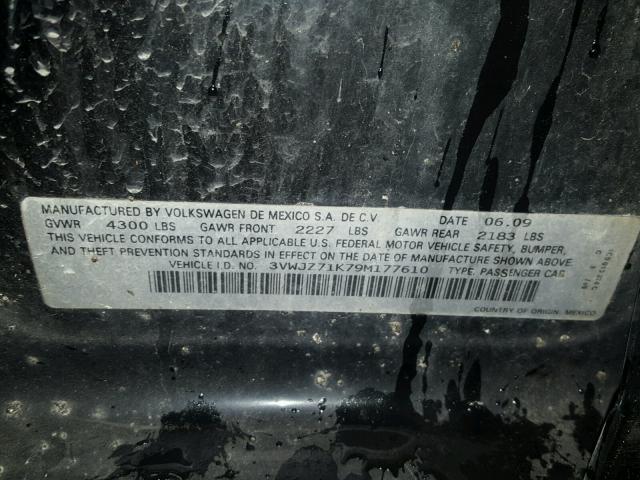 MANUFACTURED BY VOLKSWAGEN DE MEXICO S.A. DE C.V. DATE 06.09
GVWR 4300 LBS GAWR FRONT 2227 LBS GAWR REAR 2183 LBS
THIS VEHICLE CONFORMS TO ALL APPLICABLE U.S. FEDERAL MOTOR VEHICLE SAFETY, BUMPER,
AND THEFT PREVENTION STANDARDS IN EFFECT ON THE DATE OF MANUFACTURE SHOWN ABOVE.
VEHICLE I.D. NO. 3VWJZ71K79M177610 TYPE: PASSENGER CAR
COUNTRY OF ORIGIN: MEXICO